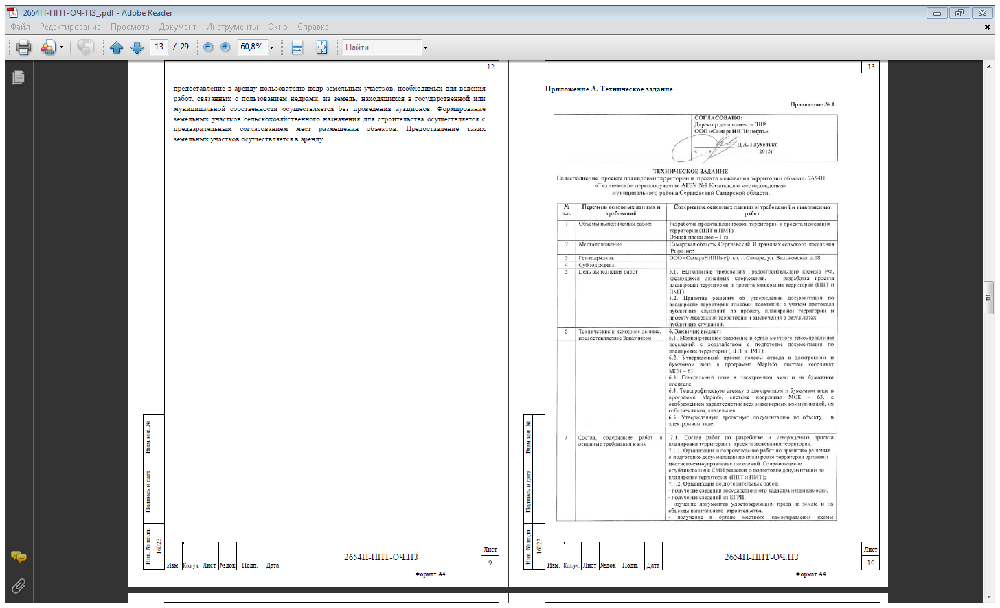 2654П-ППТ-ОЧ-ПЗ_.pdf - Adobe Reader
Файл Редактирование Просмотр Документ Инструменты Окно Справка
13 / 29 60,8% Найти
12
предоставление в аренду пользователю недр земельных участков, необходимых для ведения
работ, связанных с пользованием недрами, из земель, находящихся в государственной или
муниципальной собственности осуществляется без проведения аукционов. Формирование
земельных участков сельскохозяйственного назначения для строительства осуществляется с
предварительным согласованием мест размещения объектов. Предоставление таких
земельных участков осуществляется в аренду.
Взам. инв. №
Подпись и дата
Инв. № подл.
16023
Изм. Кол.уч. Лист №док Подп. Дата
2654П-ППТ-ОЧ.ПЗ
Лист
9
Формат А4
13
Приложение А. Техническое задание
Приложение № 1
СОГЛАСОВАНО:
Директор департамента ПИР
ООО «СамараНИПИнефть»
Д.А. Глухенько
«___» ____________ 2015г
ТЕХНИЧЕСКОЕ ЗАДАНИЕ
На выполнение проекта планировки территории и проекта межевания территории объекта: 2654П
«Техническое перевооружение АГЗУ №9 Казанского месторождения»
муниципального района Сергиевский Самарской области.
№ п.п. Перечень основных данных и требований Содержание основных данных и требований к выполнению работ
1 Объемы выполняемых работ: Разработка проекта планировки территории и проекта межевания
территории (ППТ и ПМТ).
Общей площадью – 1 га
2 Местоположение Самарская область, Сергиевский. В границах сельского поселения
Воротнее
3 Генподрядчик ООО «СамараНИПИнефть», г. Самара, ул. Вилоновская д.18.
4 Субподрядчик
5 Цель выполнения работ 5.1. Выполнение требований Градостроительного кодекса РФ,
касающихся линейных сооружений, разработка проекта
планировки территории и проекта межевания территории (ППТ и
ПМТ).
5.2. Принятие решения об утверждении документации по
планировке территории главами поселений с учетом протокола
публичных слушаний по проекту планировки территории и
проекту межевания территории и заключения о результатах
публичных слушаний.
6 Технические и исходные данные, 6. Заказчик выдает:
предоставляемые Заказчиком 6.1. Мотивированное заявление в орган местного самоуправления
поселений с ходатайством о подготовке документации по
планировке территории (ППТ и ПМТ);
6.2. Утвержденный проект полосы отвода в электронном и
бумажном виде в программе Mapinfo, системе координат
МСК – 63.
6.3. Генеральный план в электронном виде и на бумажном
носителе.
6.4. Топографическую съемку в электронном и бумажном виде в
программе Mapinfo, системе координат МСК – 63, с
отображением характеристик всех инженерных коммуникаций, их
собственников, владельцев.
6.5. Утвержденную проектную документацию по объекту, в
электронном виде.
7 Состав, содержание работ и 7.1. Состав работ по разработке и утверждению проекта
основные требования к ним планировки территории и проекта межевания территории.
7.1.1. Организация и сопровождение работ по принятию решения
о подготовке документации по планировке территории органами
местного самоуправления поселений. Сопровождение
опубликования в СМИ решения о подготовке документации по
планировке территории (ППТ и ПМТ);
7.1.2. Организация подготовительных работ:
- получение сведений государственного кадастра недвижимости,
- получение сведений из ЕГРП,
- изучение документов удостоверяющих права на землю и на
объекты капитального строительства,
- получение в органе местного самоуправления схемы
Взам. инв. №
Подпись и дата
Инв. № подл.
16023
Изм. Кол.уч. Лист №док Подп. Дата
2654П-ППТ-ОЧ.ПЗ
Лист
10
Формат А4